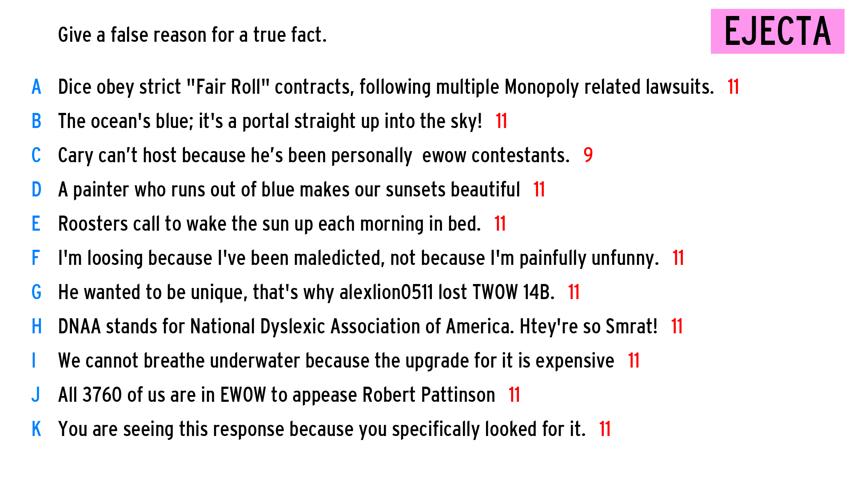 Give a false reason for a true fact.
EJECTA
A Dice obey strict "Fair Roll" contracts, following multiple Monopoly related lawsuits. 11
B The ocean's blue; it's a portal straight up into the sky! 11
C Cary can't host because he's been personally ewow contestants. 9
D A painter who runs out of blue makes our sunsets beautiful 11
E Roosters call to wake the sun up each morning in bed. 11
F I'm loosing because I've been maledicted, not because I'm painfully unfunny. 11
G He wanted to be unique, that's why alexlion0511 lost TWOW 14B. 11
H DNAA stands for National Dyslexic Association of America. Htey're so Smrat! 11
I We cannot breathe underwater because the upgrade for it is expensive 11
J All 3760 of us are in EWOW to appease Robert Pattinson 11
K You are seeing this response because you specifically looked for it. 11